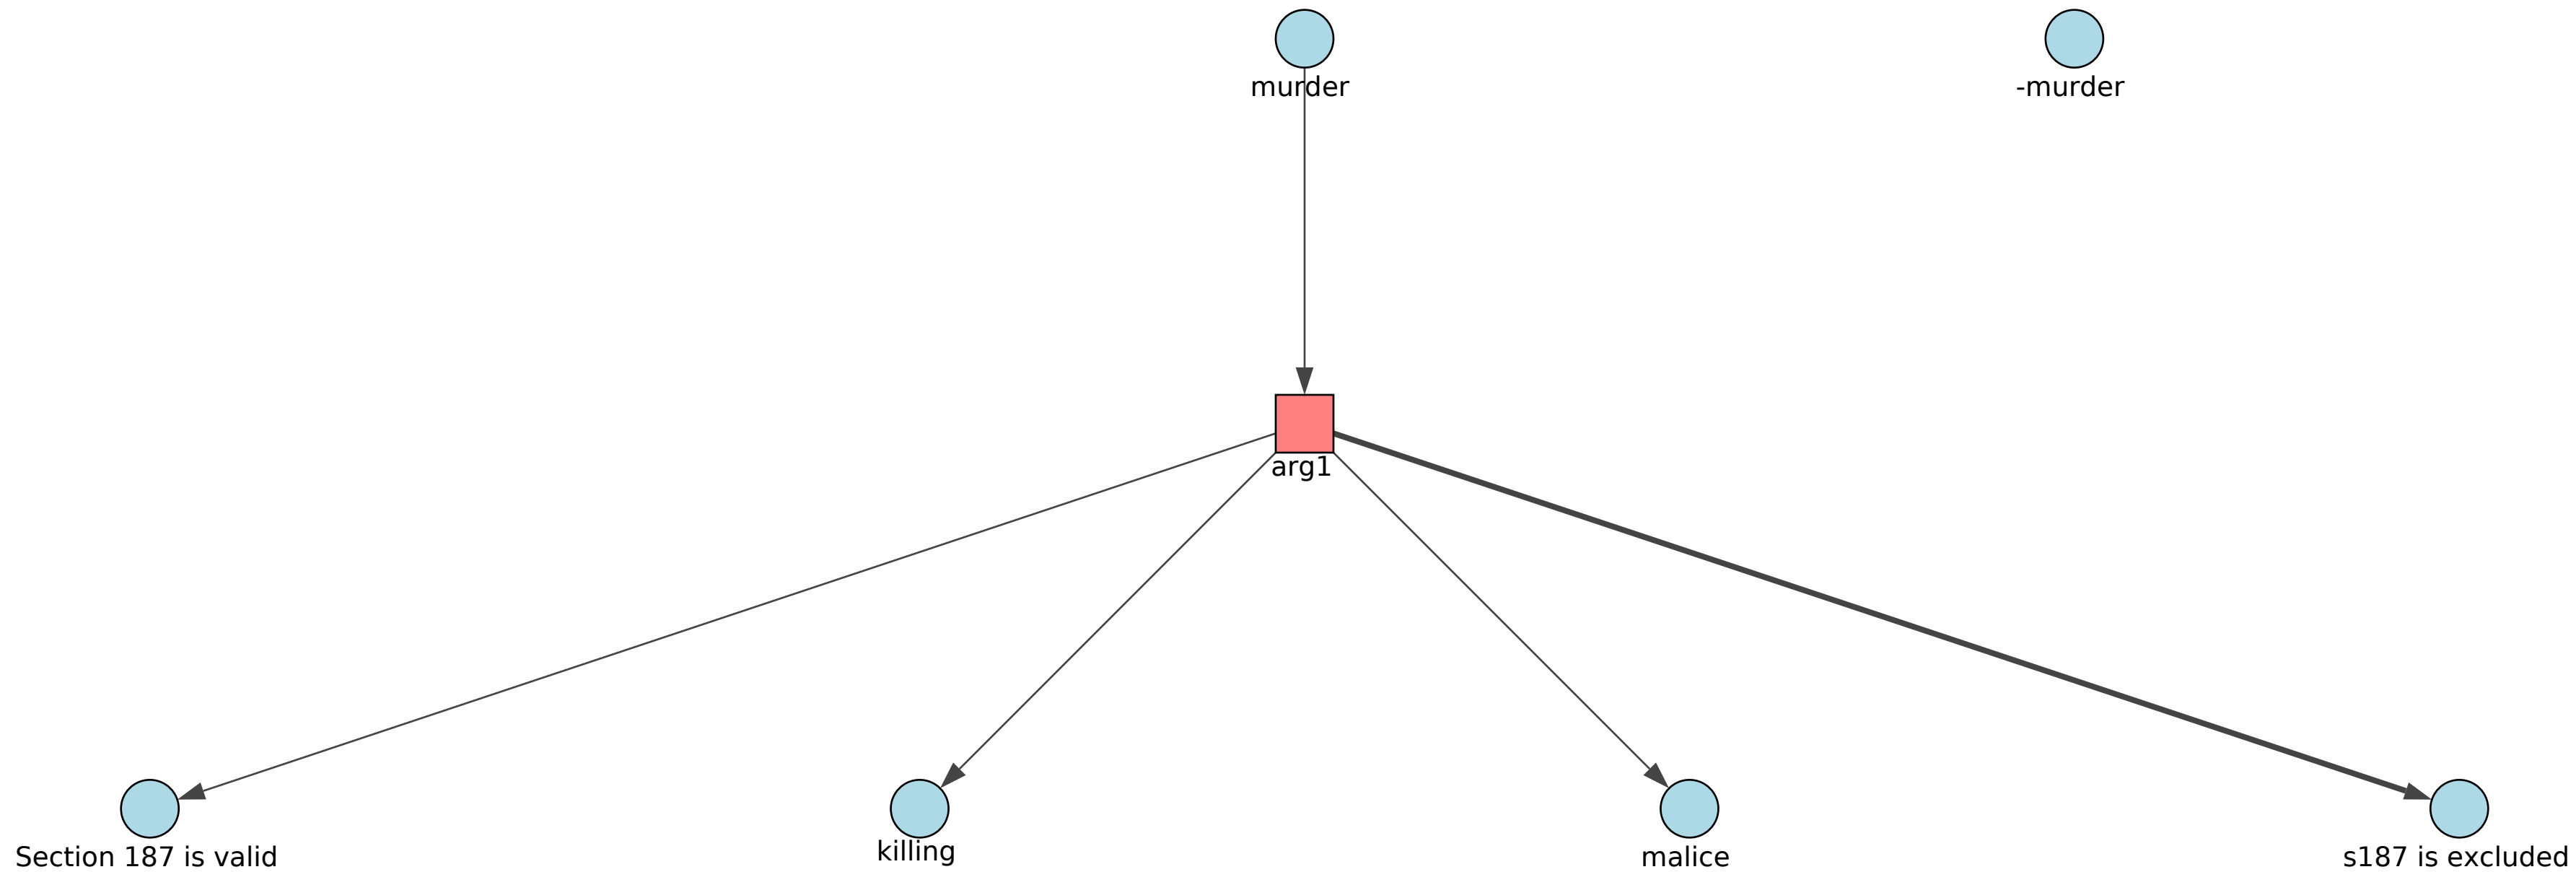 murder
-murder
arg1
Section 187 is valid
killing
malice
s187 is excluded